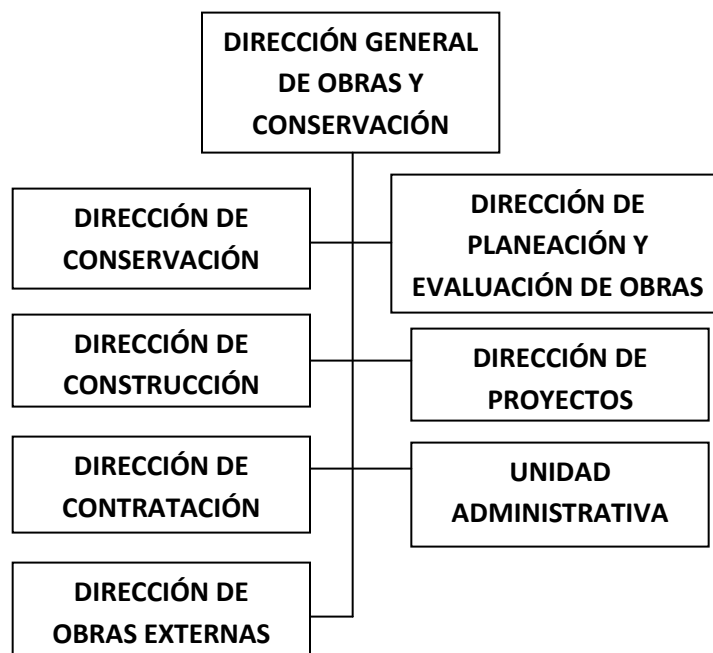 DIRECCIÓN GENERAL
DE OBRAS Y
CONSERVACIÓN
DIRECCIÓN DE
CONSERVACIÓN
DIRECCIÓN DE
PLANEACIÓN Y
EVALUACIÓN DE OBRAS
DIRECCIÓN DE
CONSTRUCCIÓN
DIRECCIÓN DE
PROYECTOS
DIRECCIÓN DE
CONTRATACIÓN
UNIDAD
ADMINISTRATIVA
DIRECCIÓN DE
OBRAS EXTERNAS